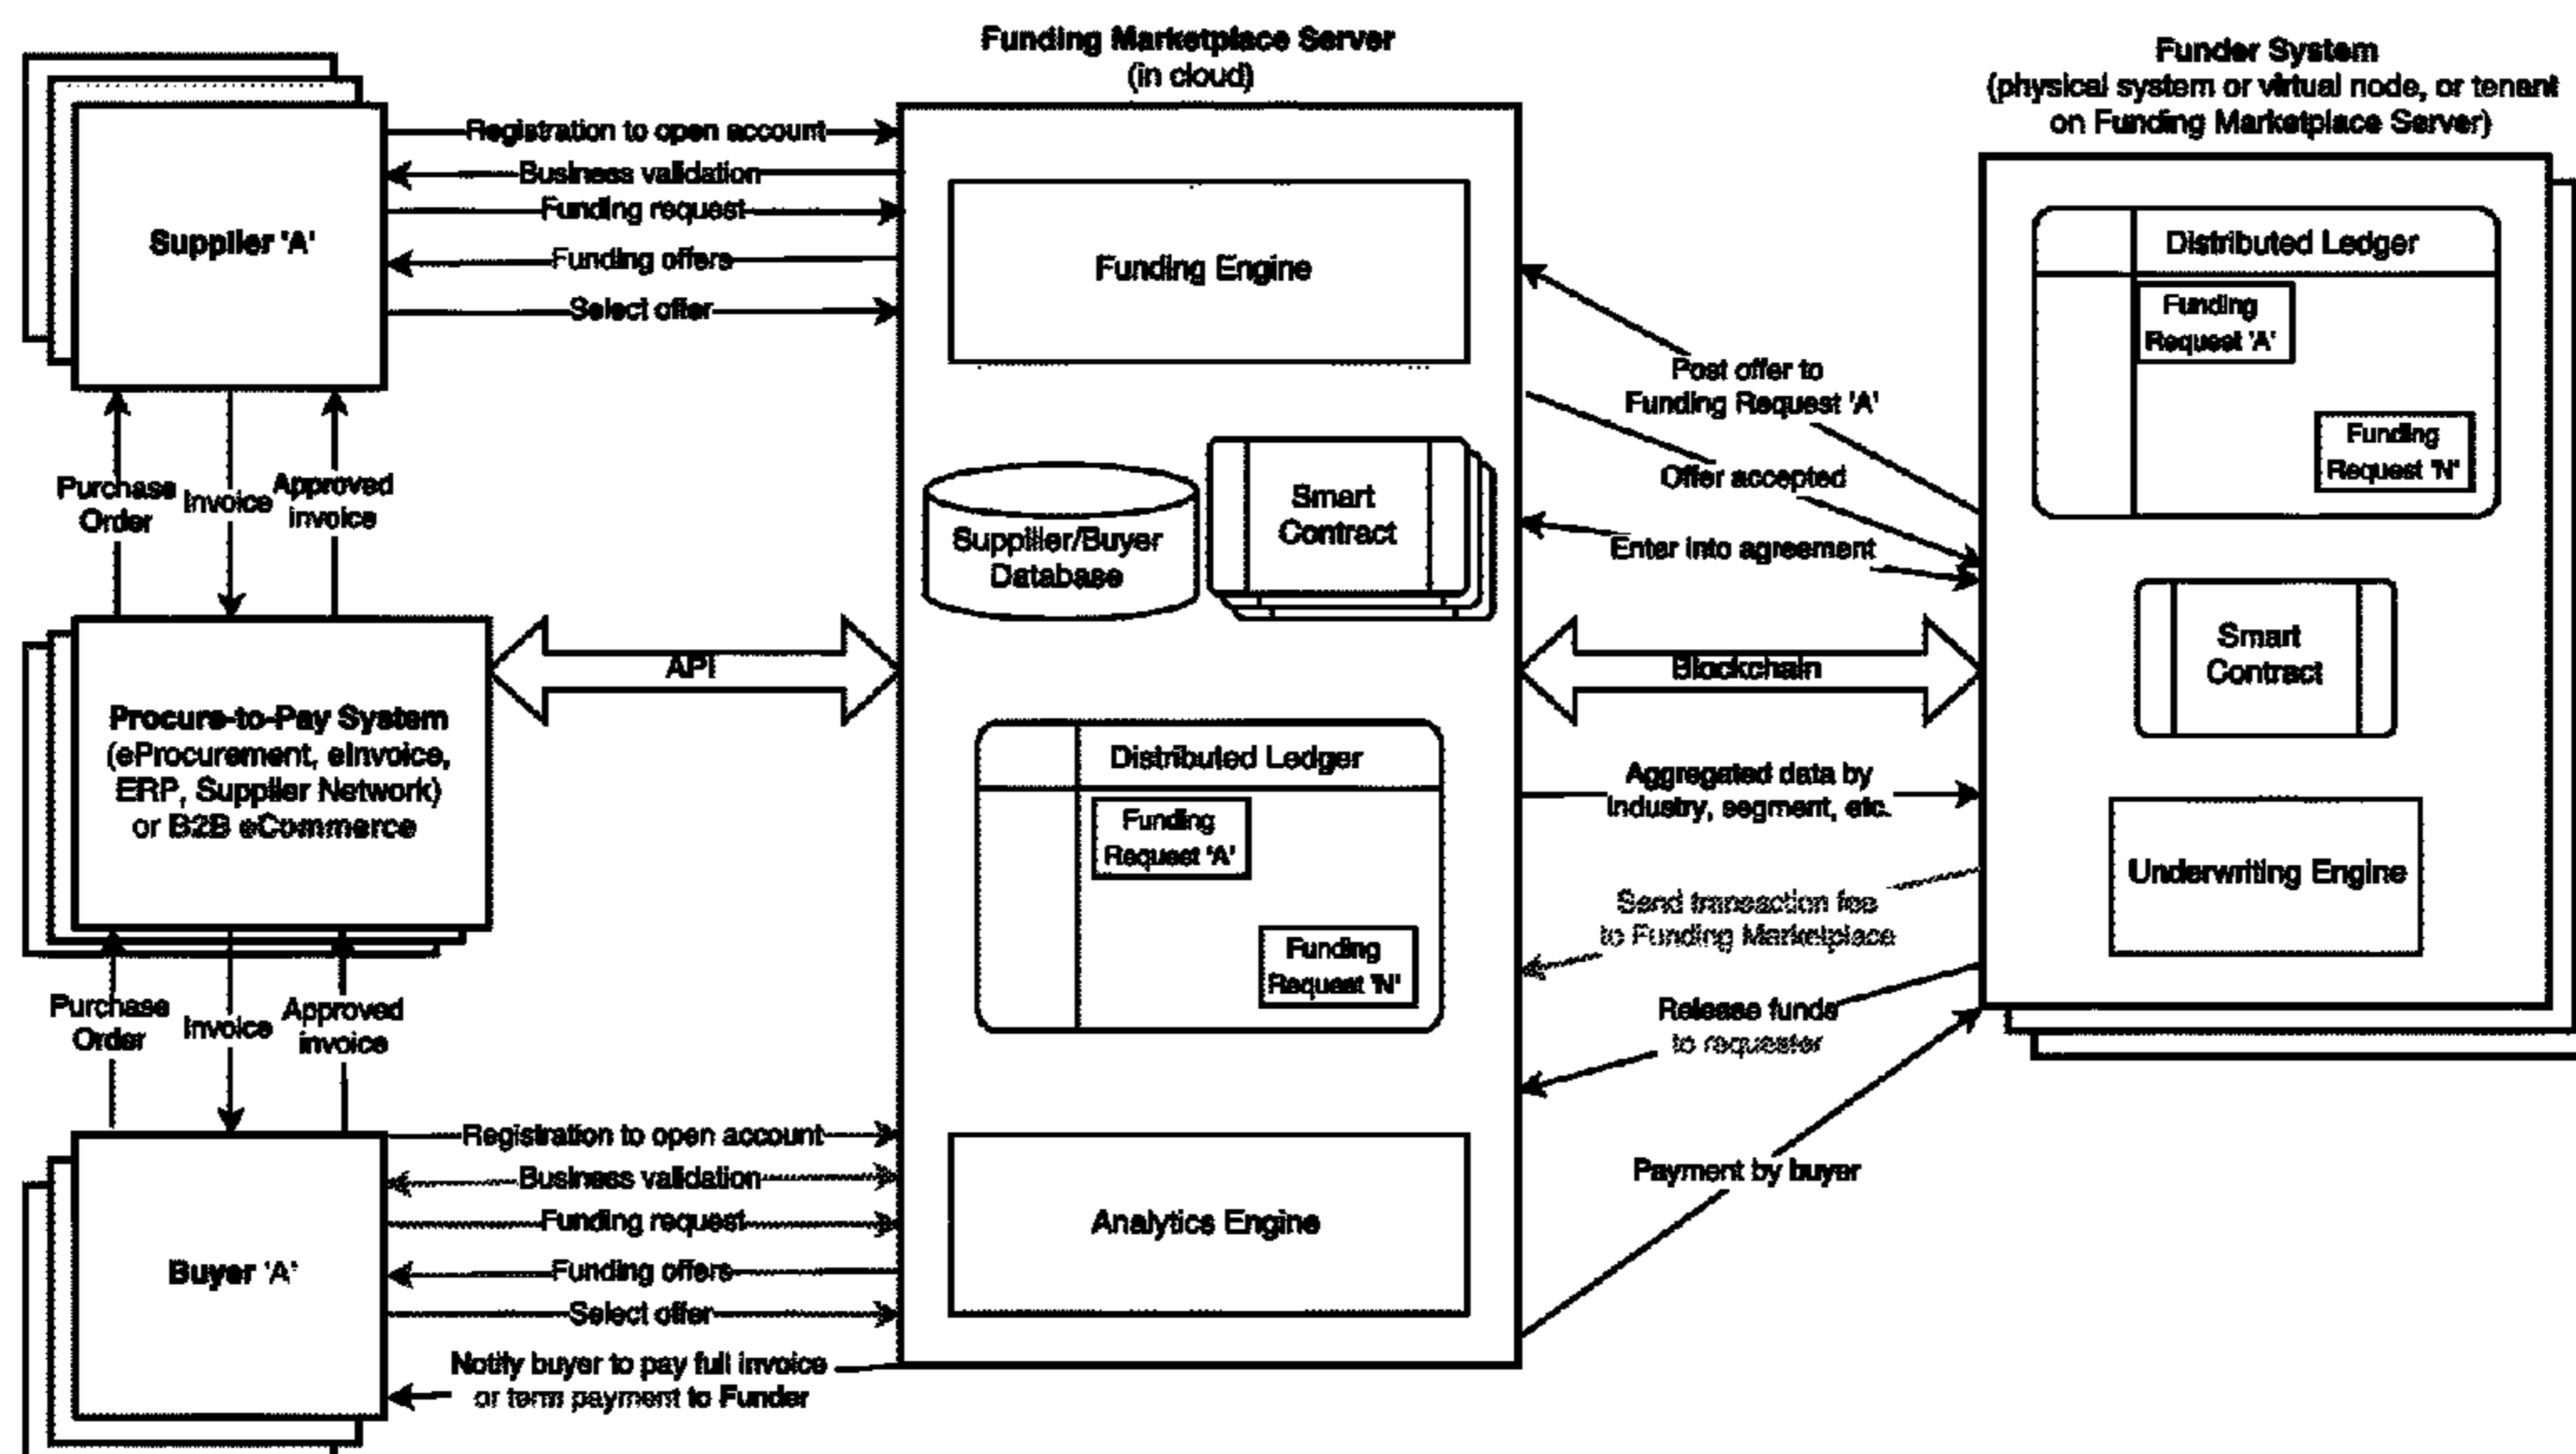 Funding Marketplace Server
(in cloud)
Funder System
(physical system or virtual node, or tenant
on Funding Marketplace Server)
Supplier 'A'
Registration to open account
Business validation
Funding request
Funding offers
Select offer
Funding Engine
Distributed Ledger
Funding
Request 'A'
Funding
Request 'N'
Post offer to
Funding Request 'A'
Offer accepted
Enter into agreement
Purchase
Order
Invoice
Approved
invoice
Supplier/Buyer
Database
Smart
Contract
Smart
Contract
API
Blockchain
Procure-to-Pay System
(eProcurement, eInvoice,
ERP, Supplier Network)
or B2B eCommerce
Distributed Ledger
Funding
Request 'A'
Funding
Request 'N'
Aggregated data by
industry, segment, etc.
Underwriting Engine
Send transaction fee
to Funding Marketplace
Release funds
to requester
Purchase
Order
Invoice
Approved
invoice
Buyer 'A'
Registration to open account
Business validation
Funding request
Funding offers
Select offer
Notify buyer to pay full invoice
or term payment to Funder
Analytics Engine
Payment by buyer